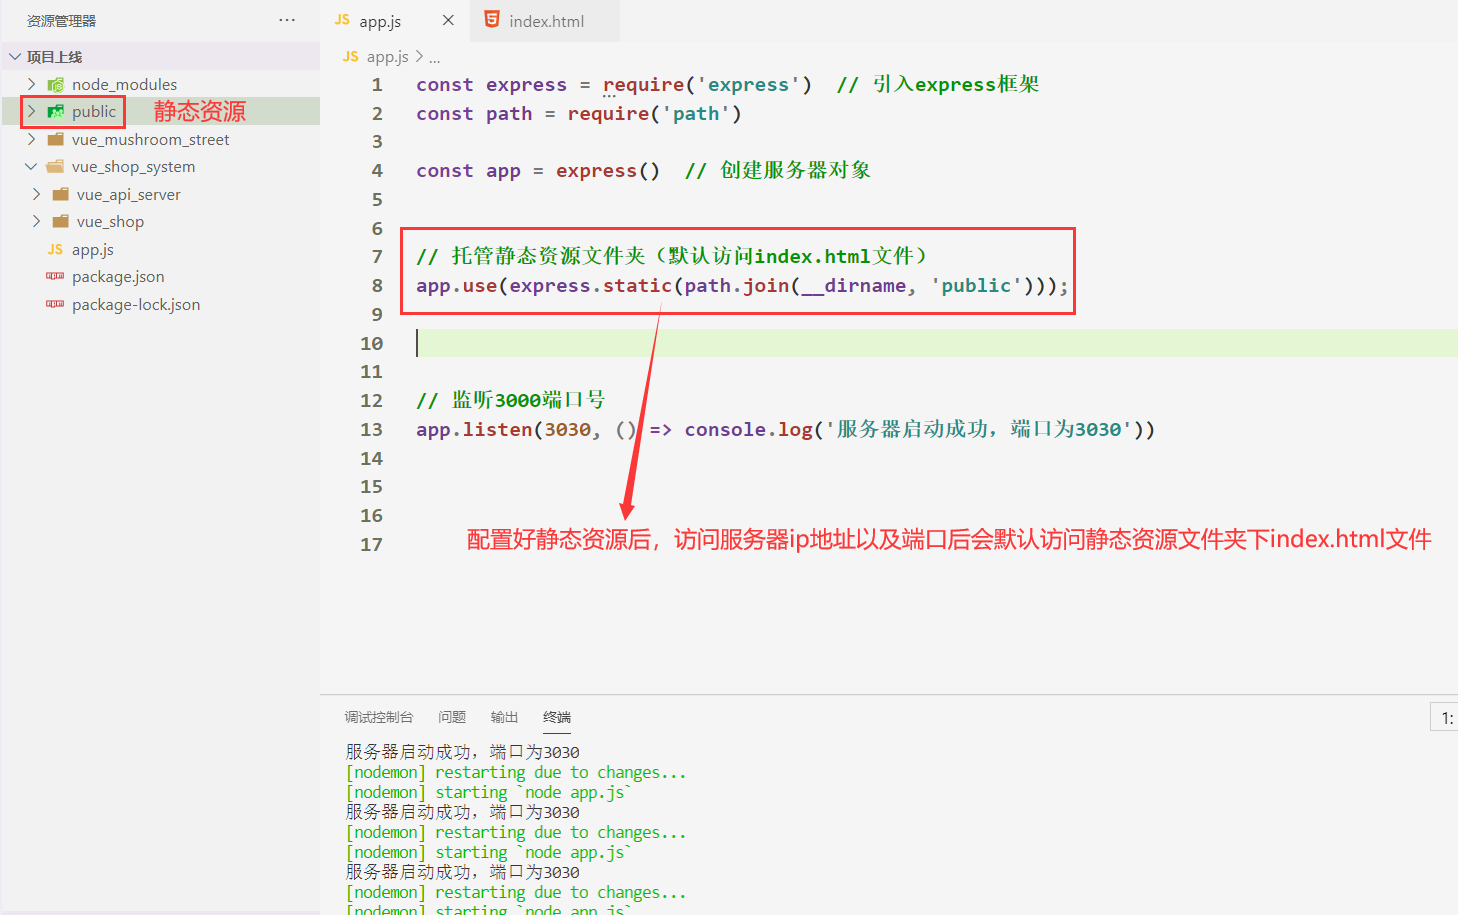 资源管理器 ···
项目上线
node_modules
public 静态资源
vue_mushroom_street
vue_shop_system
vue_api_server
vue_shop
JS app.js
package.json
package-lock.json
JS app.js × index.html
JS app.js > ...
1 const express = require('express') // 引入express框架
2 const path = require('path')
3
4 const app = express() // 创建服务器对象
5
6
7 // 托管静态资源文件夹（默认访问index.html文件）
8 app.use(express.static(path.join(__dirname, 'public')));
9
10
11
12 // 监听3000端口号
13 app.listen(3030, () => console.log('服务器启动成功，端口为3030'))
14
15
16
17
配置好静态资源后，访问服务器ip地址以及端口后会默认访问静态资源文件夹下index.html文件
调试控制台 问题 输出 终端 1:
服务器启动成功，端口为3030
[nodemon] restarting due to changes...
[nodemon] starting `node app.js`
服务器启动成功，端口为3030
[nodemon] restarting due to changes...
[nodemon] starting `node app.js`
服务器启动成功，端口为3030
[nodemon] restarting due to changes...
[nodemon] starting `node app.js`